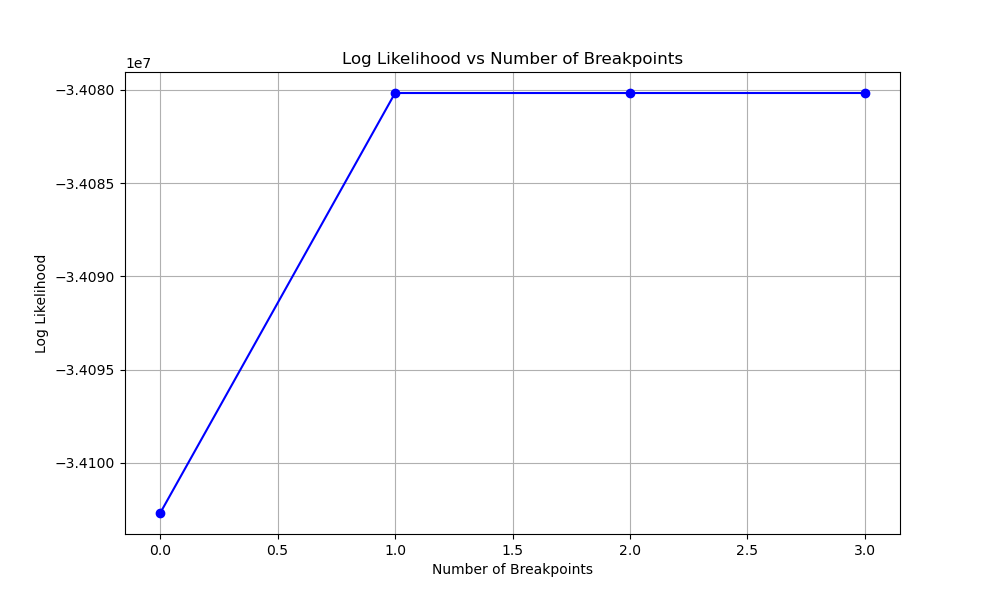 Log Likelihood vs Number of Breakpoints
1e7
−3.4080
−3.4085
−3.4090
−3.4095
−3.4100
Log Likelihood
0.0 0.5 1.0 1.5 2.0 2.5 3.0
Number of Breakpoints